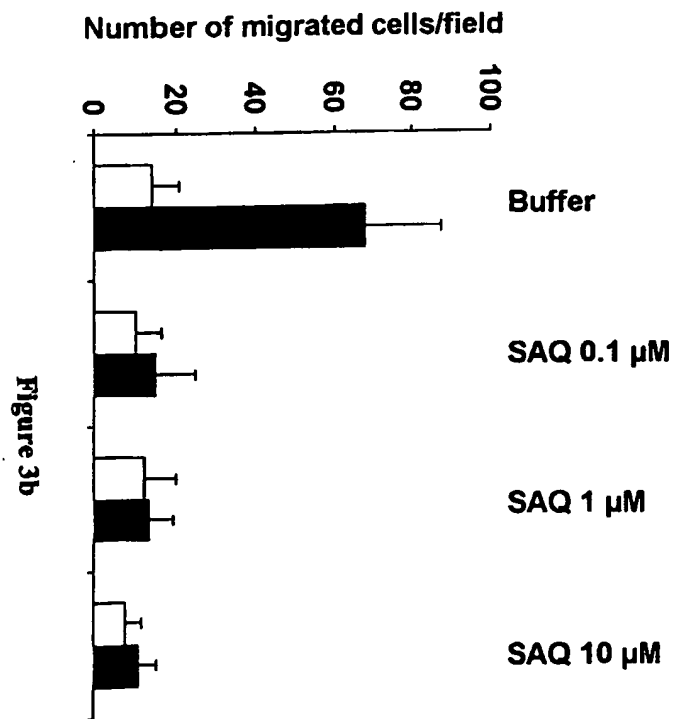 Number of migrated cells/field
0
20
40
60
80
100
Buffer
SAQ 0.1 µM
SAQ 1 µM
SAQ 10 µM
Figure 3b